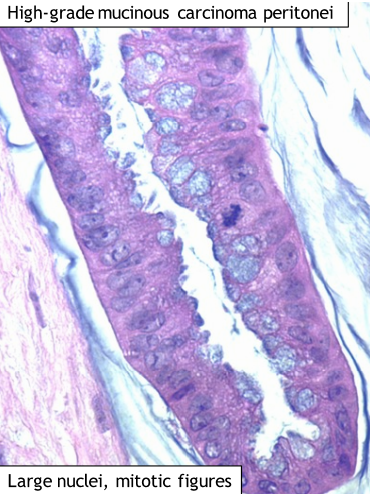 High-grade mucinous carcinoma peritonei
Large nuclei, mitotic figures